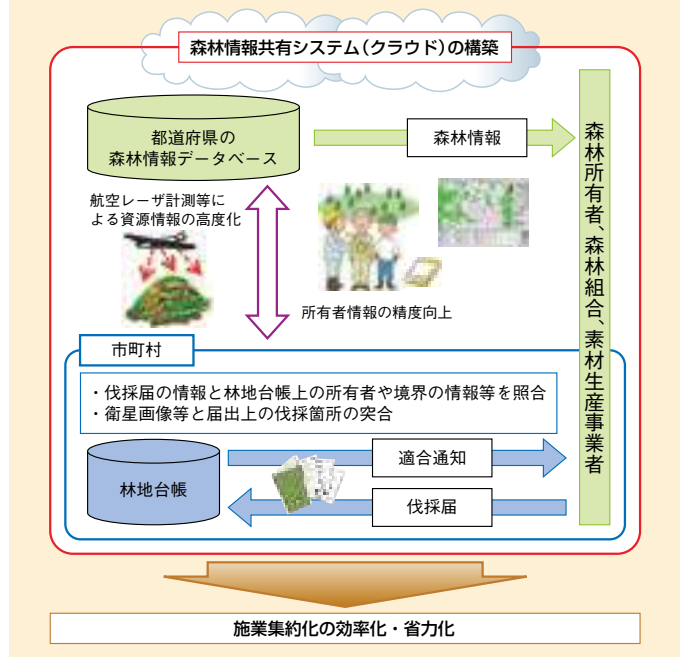 森林情報共有システム（クラウド）の構築
都道府県の
森林情報データベース
森林情報
航空レーザ計測等に
よる資源情報の高度化
所有者情報の精度向上
森林所有者、森林組合、素材生産事業者
市町村
・伐採届の情報と林地台帳上の所有者や境界の情報等を照合
・衛星画像等と届出上の伐採箇所の突合
林地台帳
適合通知
伐採届
施業集約化の効率化・省力化